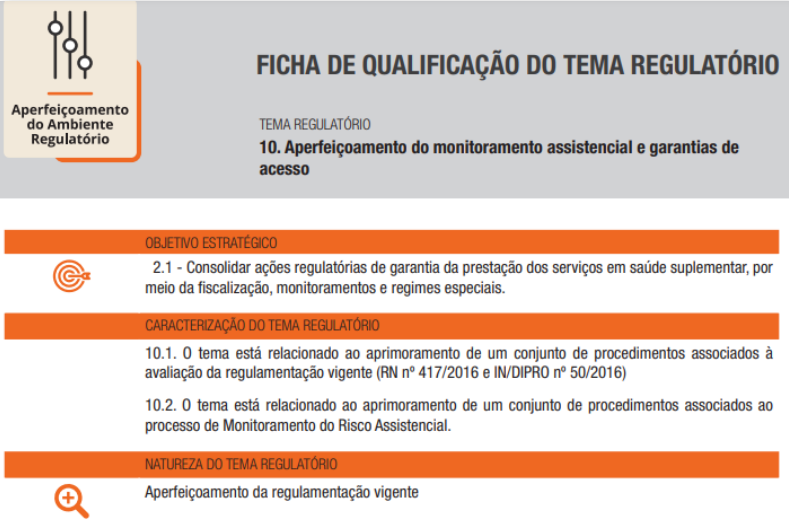 Aperfeiçoamento
do Ambiente
Regulatório
FICHA DE QUALIFICAÇÃO DO TEMA REGULATÓRIO
TEMA REGULATÓRIO
10. Aperfeiçoamento do monitoramento assistencial e garantias de
acesso
OBJETIVO ESTRATÉGICO
2.1 - Consolidar ações regulatórias de garantia da prestação dos serviços em saúde suplementar, por
meio da fiscalização, monitoramentos e regimes especiais.
CARACTERIZAÇÃO DO TEMA REGULATÓRIO
10.1. O tema está relacionado ao aprimoramento de um conjunto de procedimentos associados à
avaliação da regulamentação vigente (RN nº 417/2016 e IN/DIPRO nº 50/2016)
10.2. O tema está relacionado ao aprimoramento de um conjunto de procedimentos associados ao
processo de Monitoramento do Risco Assistencial.
NATUREZA DO TEMA REGULATÓRIO
Aperfeiçoamento da regulamentação vigente